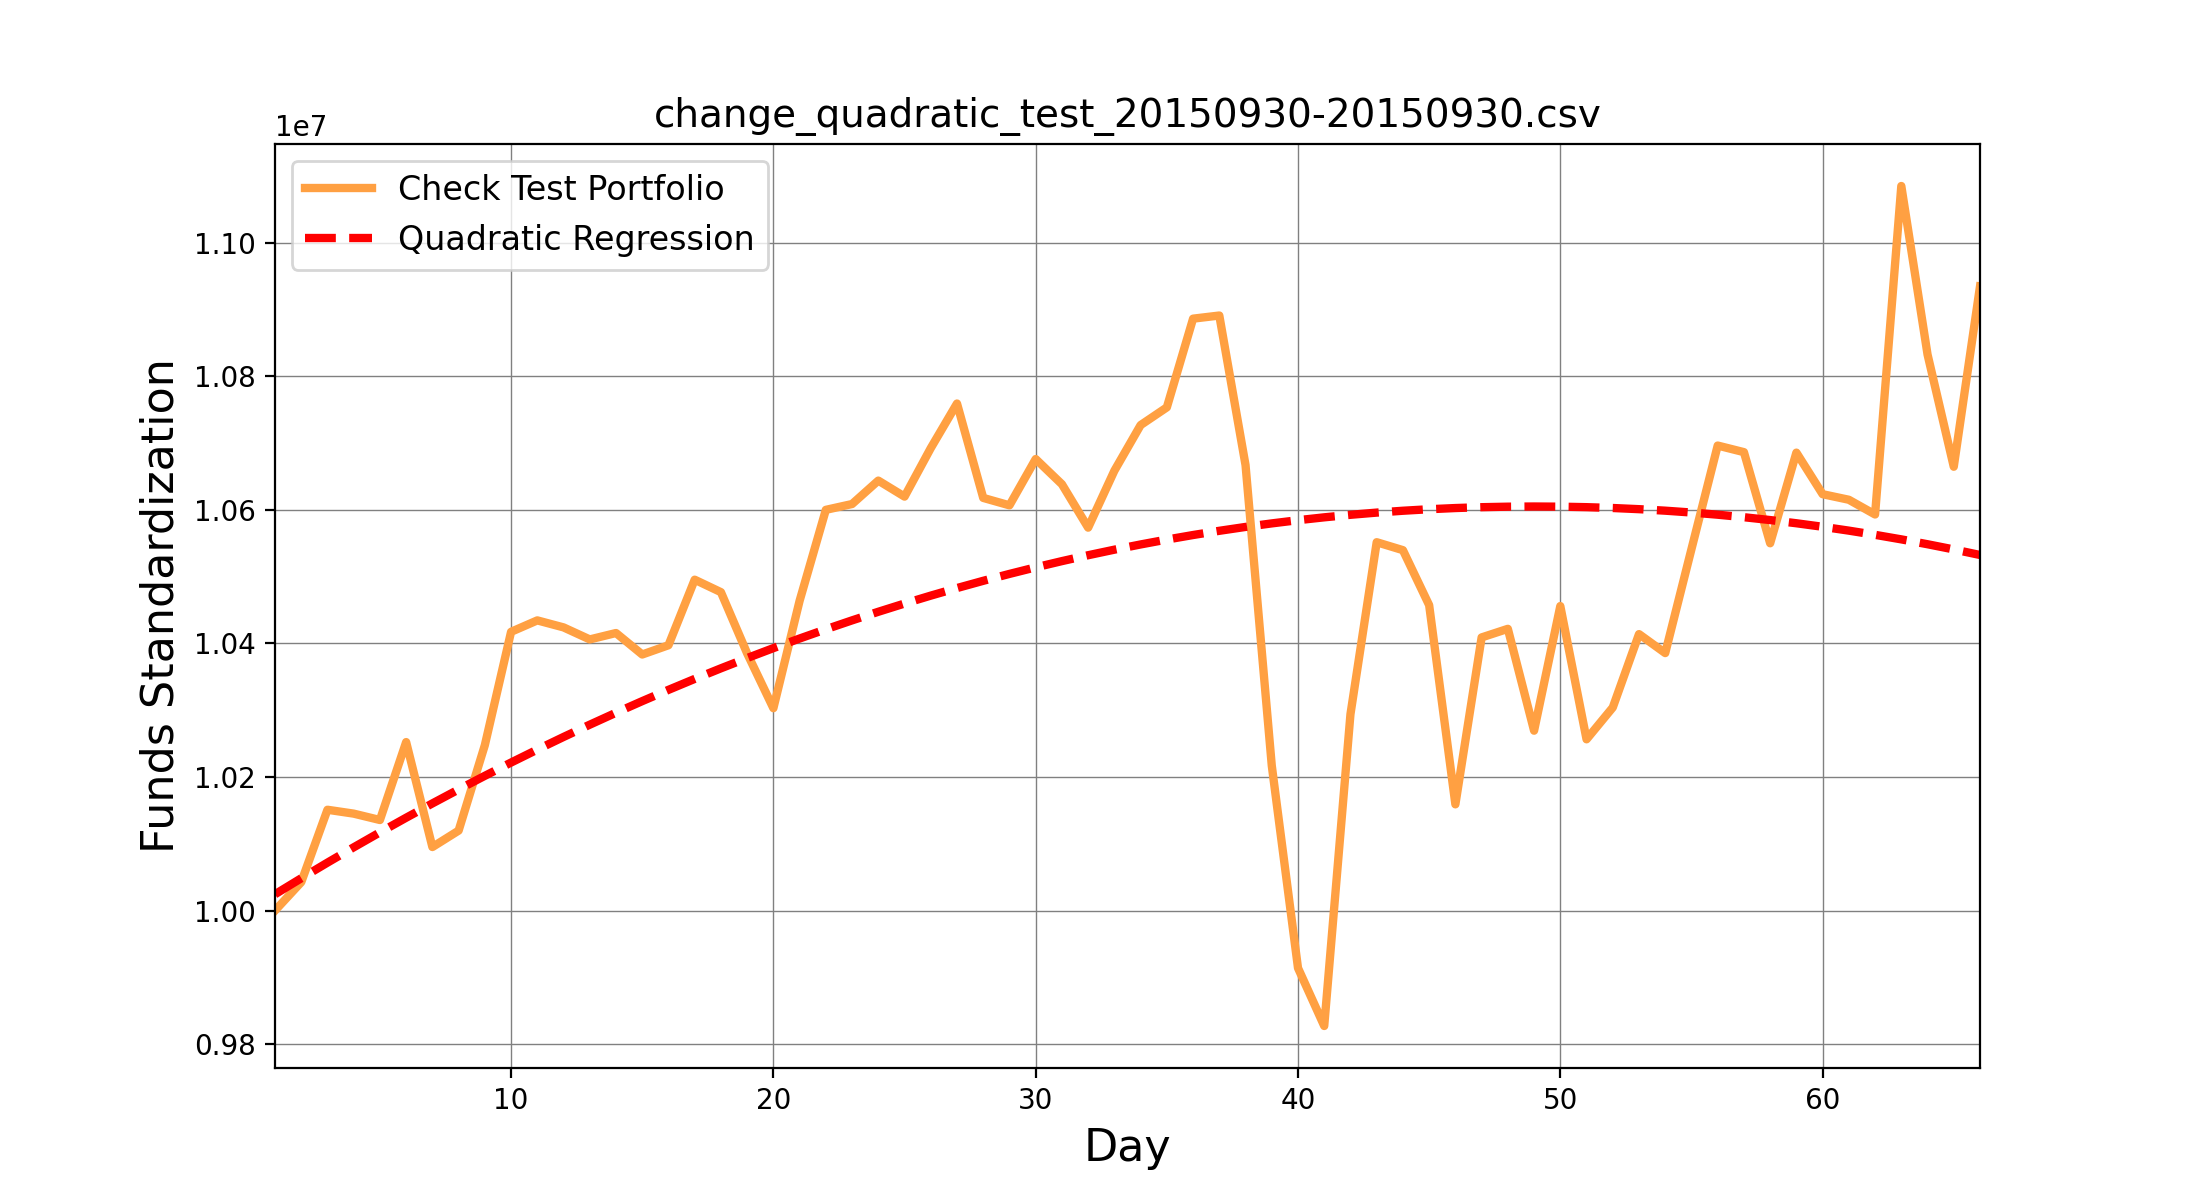 change_quadratic_test_20150930-20150930.csv
1e7
Check Test Portfolio
Quadratic Regression
1.10
1.08
1.06
1.04
1.02
1.00
0.98
Funds Standardization
10 20 30 40 50 60
Day